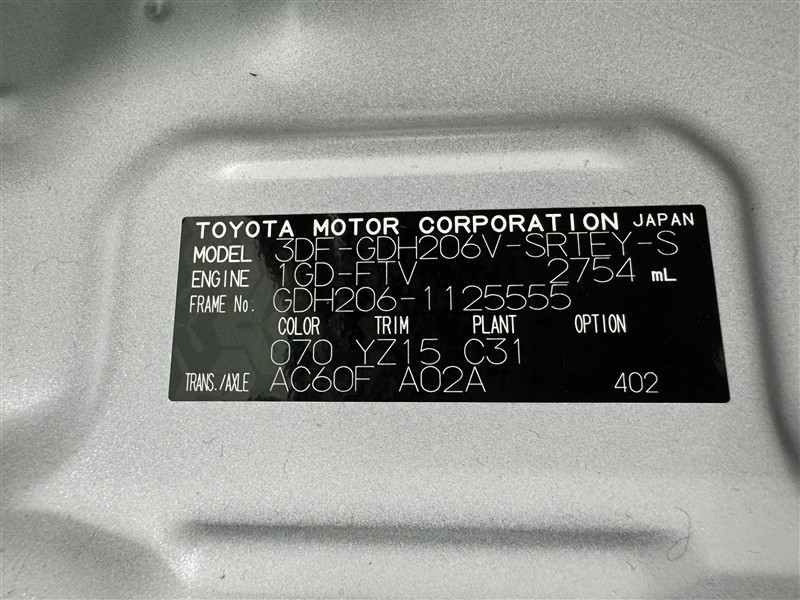 TOYOTA MOTOR CORPORATION JAPAN
MODEL 3DF-GDH206V-SRTEY-S
ENGINE 1GD-FTV 2754 mL
FRAME No. GDH206-1125555
COLOR TRIM PLANT OPTION
070 YZ15 C31
TRANS./AXLE AC60F A02A 402